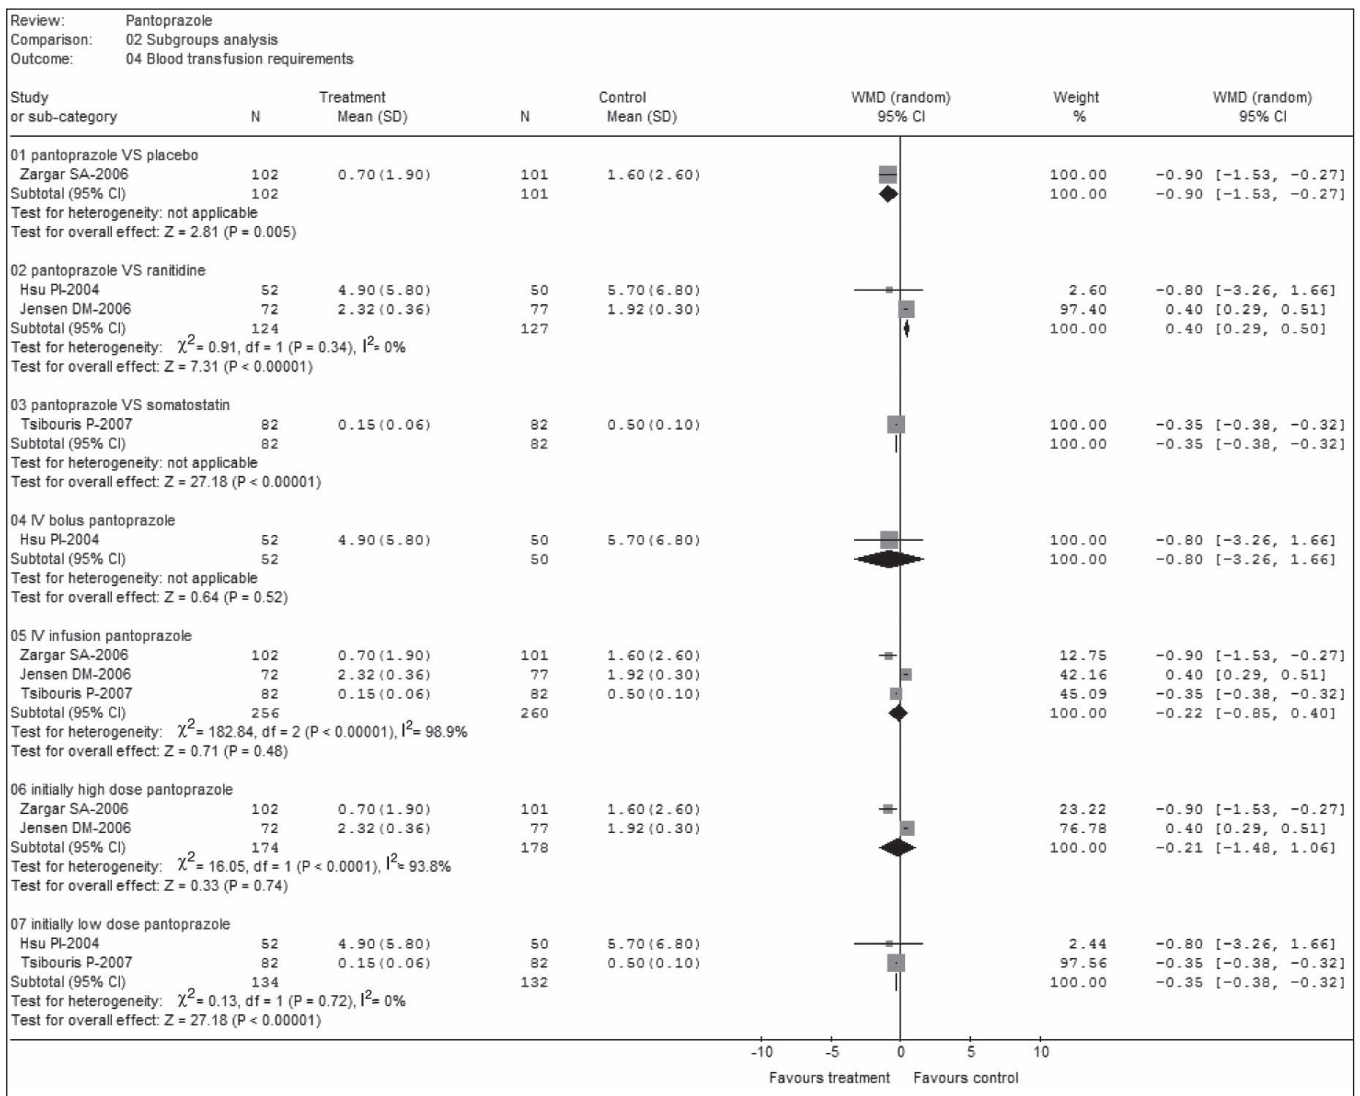 Review: Pantoprazole
Comparison: 02 Subgroups analysis
Outcome: 04 Blood transfusion requirements
Study Treatment Control WMD (random) Weight WMD (random)
or sub-category N Mean (SD) N Mean (SD) 95% CI % 95% CI
01 pantoprazole VS placebo
Zargar SA-2006 102 0.70(1.90) 101 1.60(2.60) 100.00 -0.90 [-1.53, -0.27]
Subtotal (95% CI) 102 101 100.00 -0.90 [-1.53, -0.27]
Test for heterogeneity: not applicable
Test for overall effect: Z = 2.81 (P = 0.005)
02 pantoprazole VS ranitidine
Hsu PI-2004 52 4.90(5.80) 50 5.70(6.80) 2.60 -0.80 [-3.26, 1.66]
Jensen DM-2006 72 2.32(0.36) 77 1.92(0.30) 97.40 0.40 [0.29, 0.51]
Subtotal (95% CI) 124 127 100.00 0.40 [0.29, 0.50]
Test for heterogeneity: χ²= 0.91, df = 1 (P = 0.34), I²= 0%
Test for overall effect: Z = 7.31 (P < 0.00001)
03 pantoprazole VS somatostatin
Tsibouris P-2007 82 0.15(0.06) 82 0.50(0.10) 100.00 -0.35 [-0.38, -0.32]
Subtotal (95% CI) 82 82 100.00 -0.35 [-0.38, -0.32]
Test for heterogeneity: not applicable
Test for overall effect: Z = 27.18 (P < 0.00001)
04 IV bolus pantoprazole
Hsu PI-2004 52 4.90(5.80) 50 5.70(6.80) 100.00 -0.80 [-3.26, 1.66]
Subtotal (95% CI) 52 50 100.00 -0.80 [-3.26, 1.66]
Test for heterogeneity: not applicable
Test for overall effect: Z = 0.64 (P = 0.52)
05 IV infusion pantoprazole
Zargar SA-2006 102 0.70(1.90) 101 1.60(2.60) 12.75 -0.90 [-1.53, -0.27]
Jensen DM-2006 72 2.32(0.36) 77 1.92(0.30) 42.16 0.40 [0.29, 0.51]
Tsibouris P-2007 82 0.15(0.06) 82 0.50(0.10) 45.09 -0.35 [-0.38, -0.32]
Subtotal (95% CI) 256 260 100.00 -0.22 [-0.85, 0.40]
Test for heterogeneity: χ²= 182.84, df = 2 (P < 0.00001), I²= 98.9%
Test for overall effect: Z = 0.71 (P = 0.48)
06 initially high dose pantoprazole
Zargar SA-2006 102 0.70(1.90) 101 1.60(2.60) 23.22 -0.90 [-1.53, -0.27]
Jensen DM-2006 72 2.32(0.36) 77 1.92(0.30) 76.78 0.40 [0.29, 0.51]
Subtotal (95% CI) 174 178 100.00 -0.21 [-1.48, 1.06]
Test for heterogeneity: χ²= 16.05, df = 1 (P < 0.0001), I²= 93.8%
Test for overall effect: Z = 0.33 (P = 0.74)
07 initially low dose pantoprazole
Hsu PI-2004 52 4.90(5.80) 50 5.70(6.80) 2.44 -0.80 [-3.26, 1.66]
Tsibouris P-2007 82 0.15(0.06) 82 0.50(0.10) 97.56 -0.35 [-0.38, -0.32]
Subtotal (95% CI) 134 132 100.00 -0.35 [-0.38, -0.32]
Test for heterogeneity: χ²= 0.13, df = 1 (P = 0.72), I²= 0%
Test for overall effect: Z = 27.18 (P < 0.00001)
-10 -5 0 5 10
Favours treatment Favours control